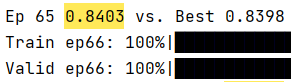 Ep 65 0.8403 vs. Best 0.8398
Train ep66: 100%|
Valid ep66: 100%|